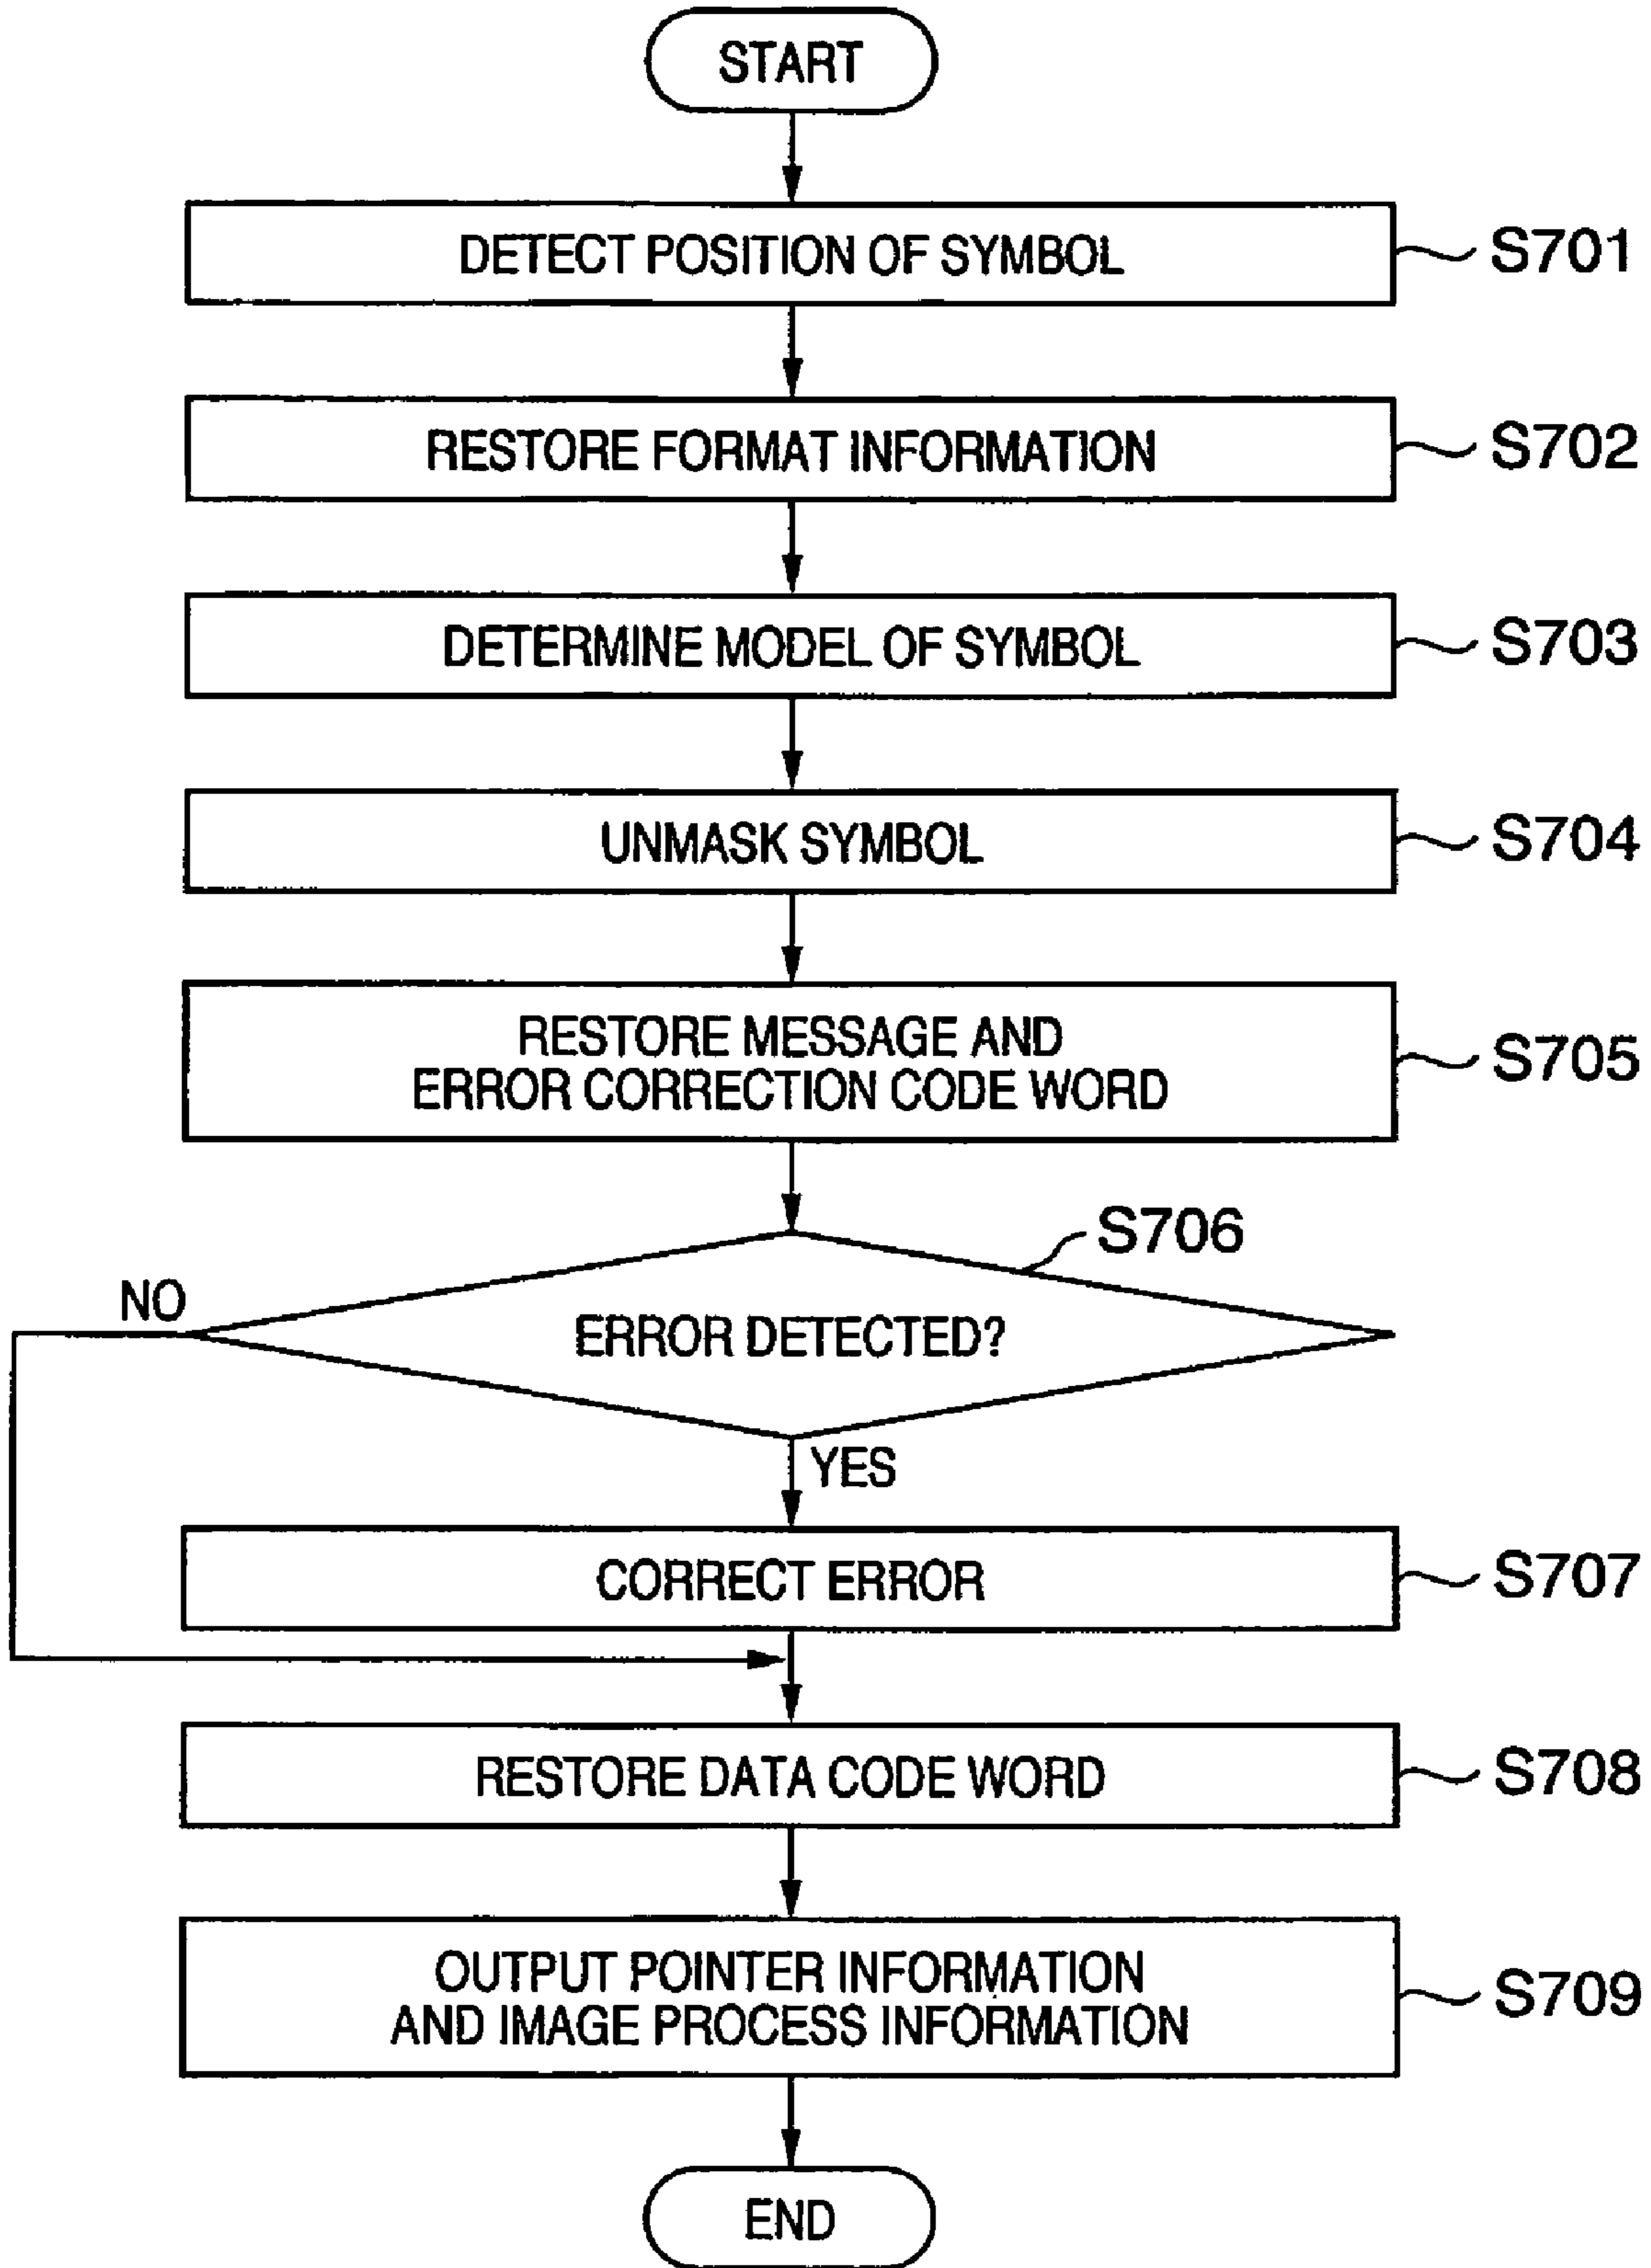 START
DETECT POSITION OF SYMBOL
S701
RESTORE FORMAT INFORMATION
S702
DETERMINE MODEL OF SYMBOL
S703
UNMASK SYMBOL
S704
RESTORE MESSAGE AND
ERROR CORRECTION CODE WORD
S705
S706
NO
ERROR DETECTED?
YES
CORRECT ERROR
S707
RESTORE DATA CODE WORD
S708
OUTPUT POINTER INFORMATION
AND IMAGE PROCESS INFORMATION
S709
END